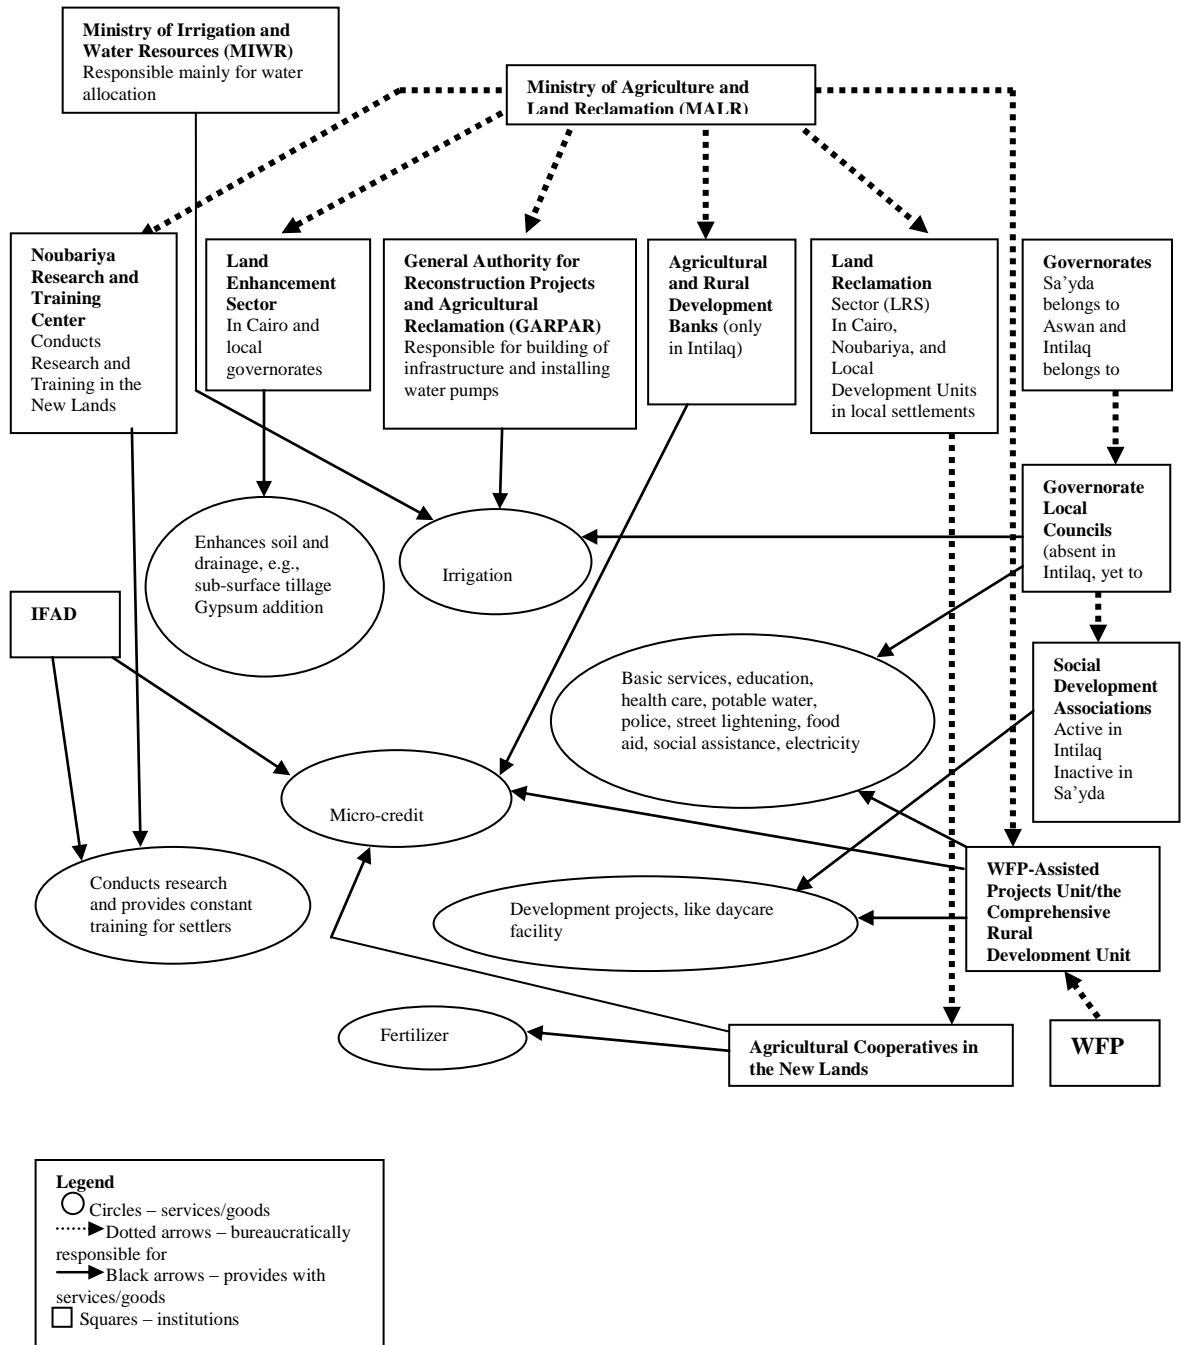 Ministry of Irrigation and
Water Resources (MIWR)
Responsible mainly for water
allocation
Ministry of Agriculture and
Land Reclamation (MALR)
Noubariya
Research and
Training
Center
Conducts
Research and
Training in the
New Lands
Land
Enhancement
Sector
In Cairo and
local
governorates
General Authority for
Reconstruction Projects
and Agricultural
Reclamation (GARPAR)
Responsible for building of
infrastructure and installing
water pumps
Agricultural
and Rural
Development
Banks (only
in Intilaq)
Land
Reclamation
Sector (LRS)
In Cairo,
Noubariya, and
Local
Development Units
in local settlements
Governorates
Sa’yda
belongs to
Aswan and
Intilaq
belongs to
Governorate
Local
Councils
(absent in
Intilaq, yet to
Enhances soil and
drainage, e.g.,
sub-surface tillage
Gypsum addition
Irrigation
IFAD
Basic services, education,
health care, potable water,
police, street lightening, food
aid, social assistance, electricity
Social
Development
Associations
Active in
Intilaq
Inactive in
Sa’yda
Micro-credit
Conducts research
and provides constant
training for settlers
Development projects, like daycare
facility
WFP-Assisted
Projects Unit/the
Comprehensive
Rural
Development Unit
Fertilizer
Agricultural Cooperatives in
the New Lands
WFP
Legend
Circles – services/goods
Dotted arrows – bureaucratically
responsible for
Black arrows – provides with
services/goods
Squares – institutions